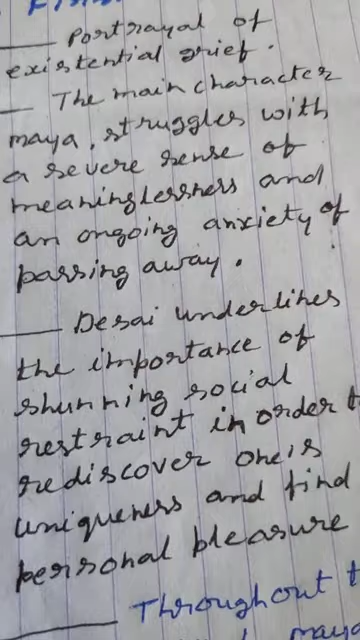 — Portrayal of
existential grief.
— The main character
maya, struggles with
a severe sense of
meaninglessness and
an ongoing anxiety of
passing away.
— Desai underlines
the importance of
shunning social
restraint in order
rediscover one's
uniqueness and find
personal pleasure
— Throughout
maya